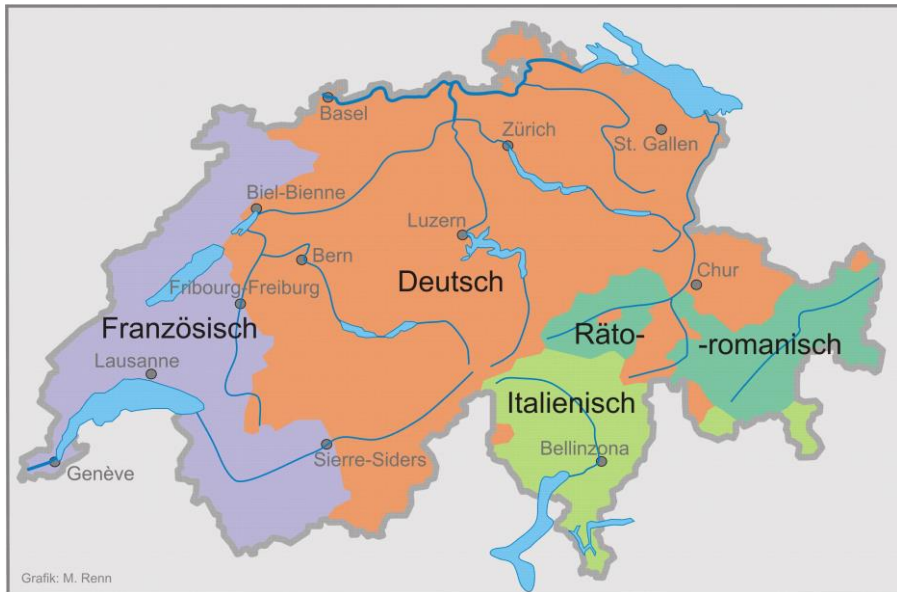 Basel
Zürich
St. Gallen
Biel-Bienne
Luzern
Bern
Chur
Deutsch
Fribourg-Freiburg
Französisch
Räto- -romanisch
Lausanne
Italienisch
Bellinzona
Sierre-Siders
Genève
Grafik: M. Renn